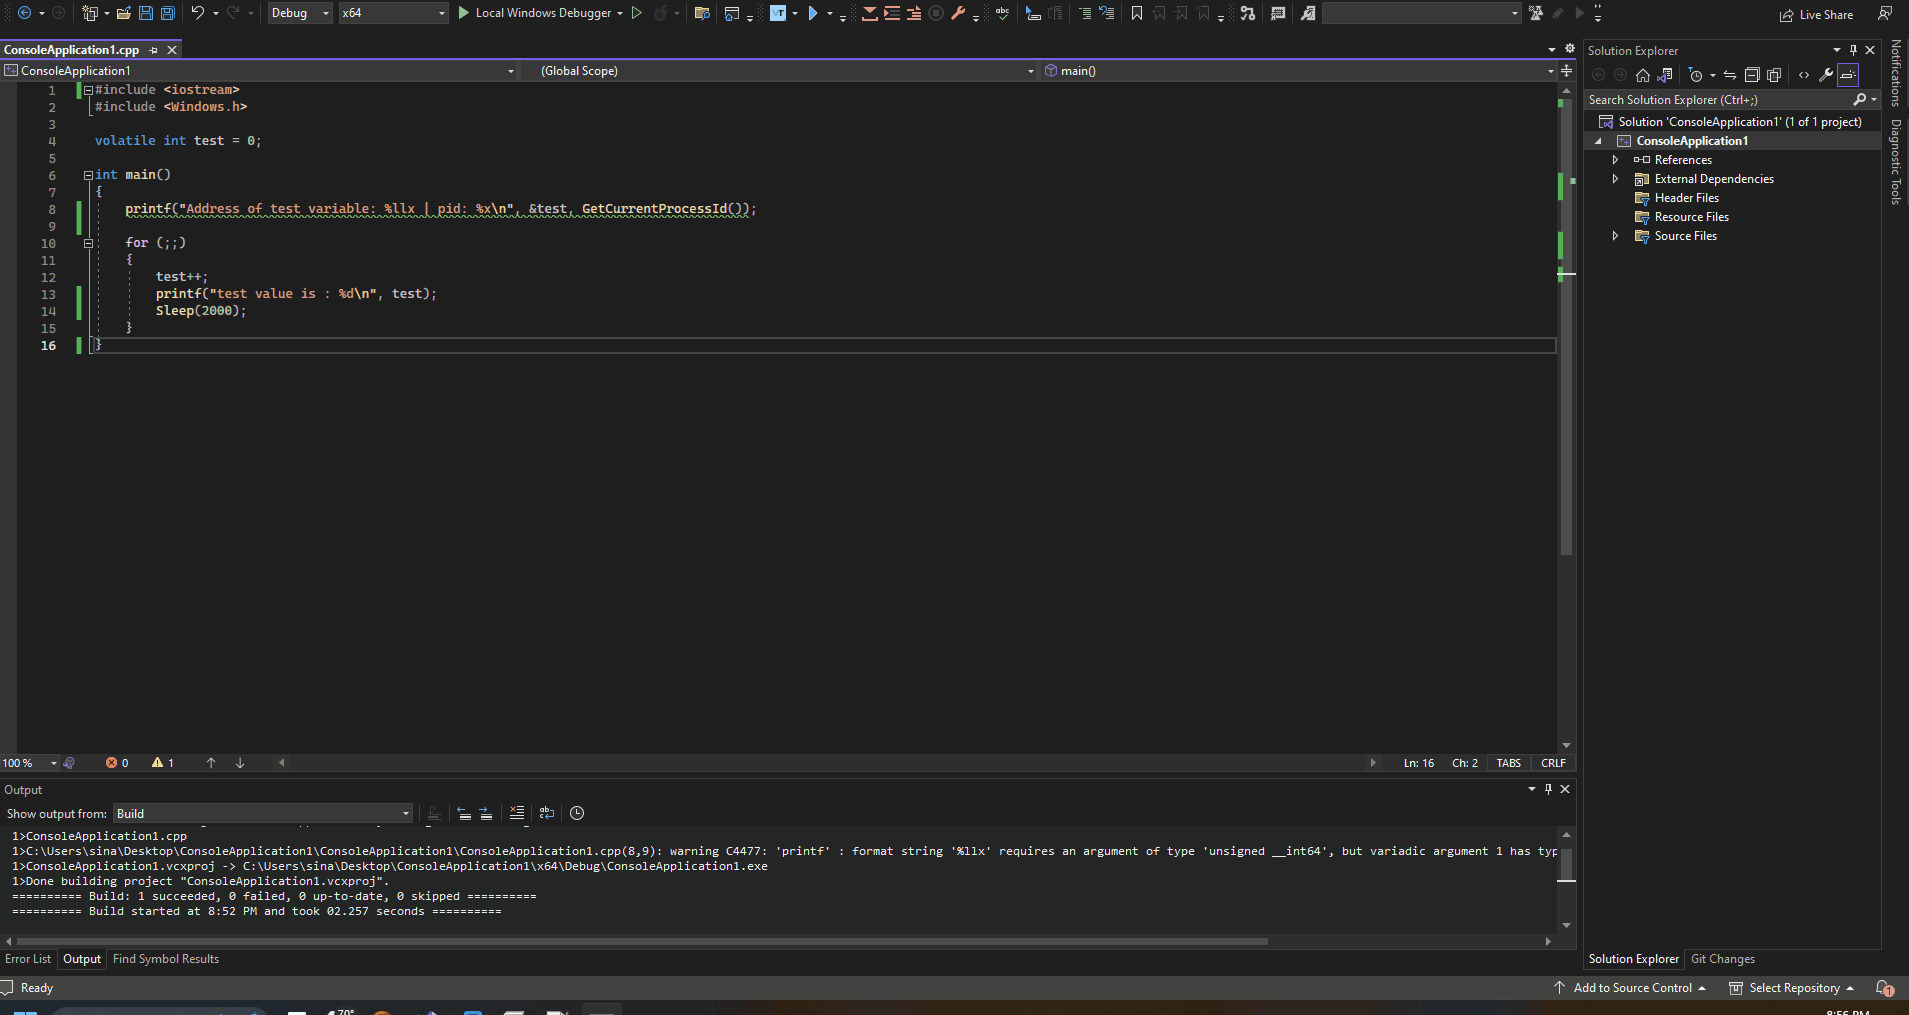 Debug x64 Local Windows Debugger Live Share
ConsoleApplication1.cpp
ConsoleApplication1 (Global Scope) main()
1 #include <iostream>
2 #include <Windows.h>
3
4 volatile int test = 0;
5
6 int main()
7 {
8 printf("Address of test variable: %llx | pid: %x\n", &test, GetCurrentProcessId());
9
10 for (;;)
11 {
12 test++;
13 printf("test value is : %d\n", test);
14 Sleep(2000);
15 }
16 }
100 % 0 1 Ln: 16 Ch: 2 TABS CRLF
Output
Show output from: Build
1>ConsoleApplication1.cpp
1>C:\Users\sina\Desktop\ConsoleApplication1\ConsoleApplication1\ConsoleApplication1.cpp(8,9): warning C4477: 'printf' : format string '%llx' requires an argument of type 'unsigned __int64', but variadic argument 1 has typ
1>ConsoleApplication1.vcxproj -> C:\Users\sina\Desktop\ConsoleApplication1\x64\Debug\ConsoleApplication1.exe
1>Done building project "ConsoleApplication1.vcxproj".
========== Build: 1 succeeded, 0 failed, 0 up-to-date, 0 skipped ==========
========== Build started at 8:52 PM and took 02.257 seconds ==========
Error List Output Find Symbol Results
Solution Explorer
Search Solution Explorer (Ctrl+;)
Solution 'ConsoleApplication1' (1 of 1 project)
ConsoleApplication1
References
External Dependencies
Header Files
Resource Files
Source Files
Solution Explorer Git Changes
Notifications
Diagnostic Tools
Ready Add to Source Control Select Repository 1
70°
8:56 PM